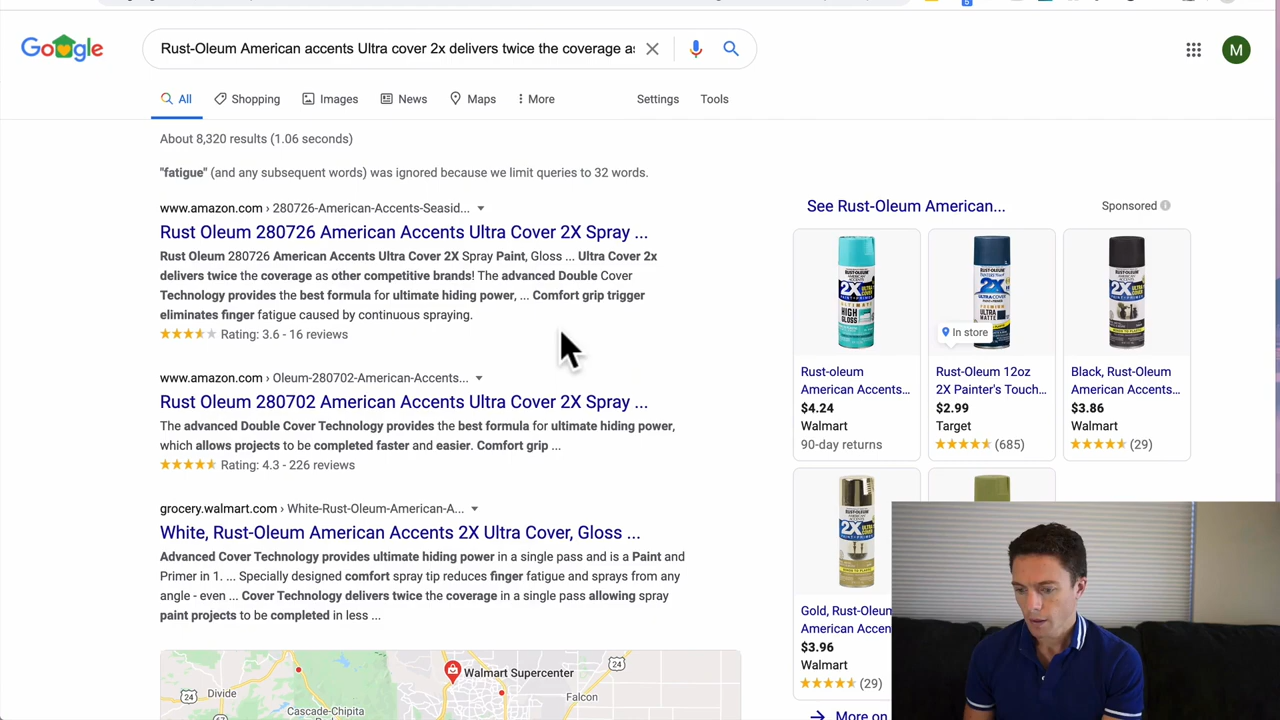 Google
Rust-Oleum American accents Ultra cover 2x delivers twice the coverage as
M
All
Shopping
Images
News
Maps
More
Settings
Tools
About 8,320 results (1.06 seconds)
"fatigue" (and any subsequent words) was ignored because we limit queries to 32 words.
www.amazon.com › 280726-American-Accents-Seasid...
Rust Oleum 280726 American Accents Ultra Cover 2X Spray ...
Rust Oleum 280726 American Accents Ultra Cover 2X Spray Paint, Gloss ... Ultra Cover 2x
delivers twice the coverage as other competitive brands! The advanced Double Cover
Technology provides the best formula for ultimate hiding power, ... Comfort grip trigger
eliminates finger fatigue caused by continuous spraying.
Rating: 3.6 - 16 reviews
www.amazon.com › Oleum-280702-American-Accents...
Rust Oleum 280702 American Accents Ultra Cover 2X Spray ...
The advanced Double Cover Technology provides the best formula for ultimate hiding power,
which allows projects to be completed faster and easier. Comfort grip ...
Rating: 4.3 - 226 reviews
grocery.walmart.com › White-Rust-Oleum-American-A...
White, Rust-Oleum American Accents 2X Ultra Cover, Gloss ...
Advanced Cover Technology provides ultimate hiding power in a single pass and is a Paint and
Primer in 1. ... Specially designed comfort spray tip reduces finger fatigue and sprays from any
angle - even ... Cover Technology delivers twice the coverage in a single pass allowing spray
paint projects to be completed in less ...
24
Walmart Supercenter
24
Divide
Falcon
24
Cascade-Chipita
See Rust-Oleum American...
Sponsored
2X
HIGH
GLOSS
2X
ULTRA
MATTE
In store
2X
Rust-oleum
American Accents...
$4.24
Walmart
90-day returns
Rust-Oleum 12oz
2X Painter's Touch...
$2.99
Target
(685)
Black, Rust-Oleum
American Accents...
$3.86
Walmart
(29)
2X
Gold, Rust-Oleum
American Accen
$3.96
Walmart
(29)
More on